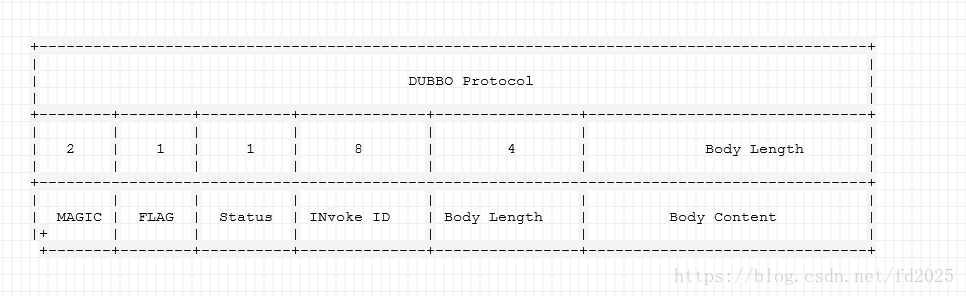 DUBBO Protocol
2 1 1 8 4 Body Length
MAGIC FLAG Status INvoke ID Body Length Body Content
https://blog.csdn.net/fd2025